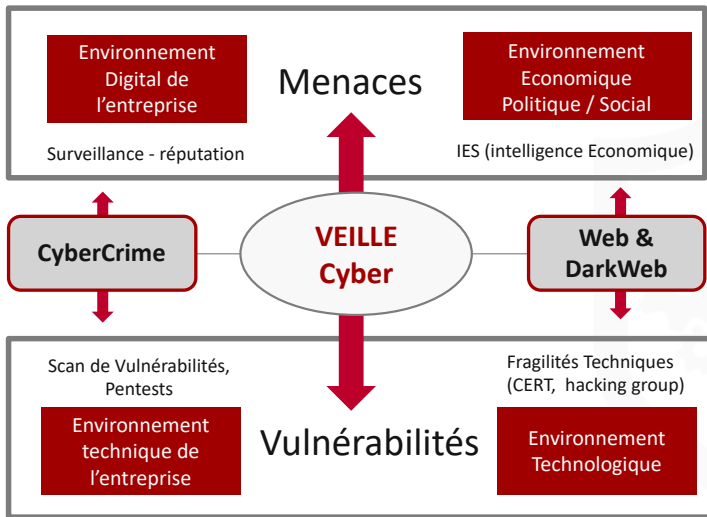 Environnement
Digital de
l'entreprise
Menaces
Environnement
Economique
Politique / Social
Surveillance - réputation
IES (intelligence Economique)
CyberCrime
VEILLE
Cyber
Web &
DarkWeb
Scan de Vulnérabilités,
Pentests
Fragilités Techniques
(CERT, hacking group)
Environnement
technique de
l'entreprise
Vulnérabilités
Environnement
Technologique